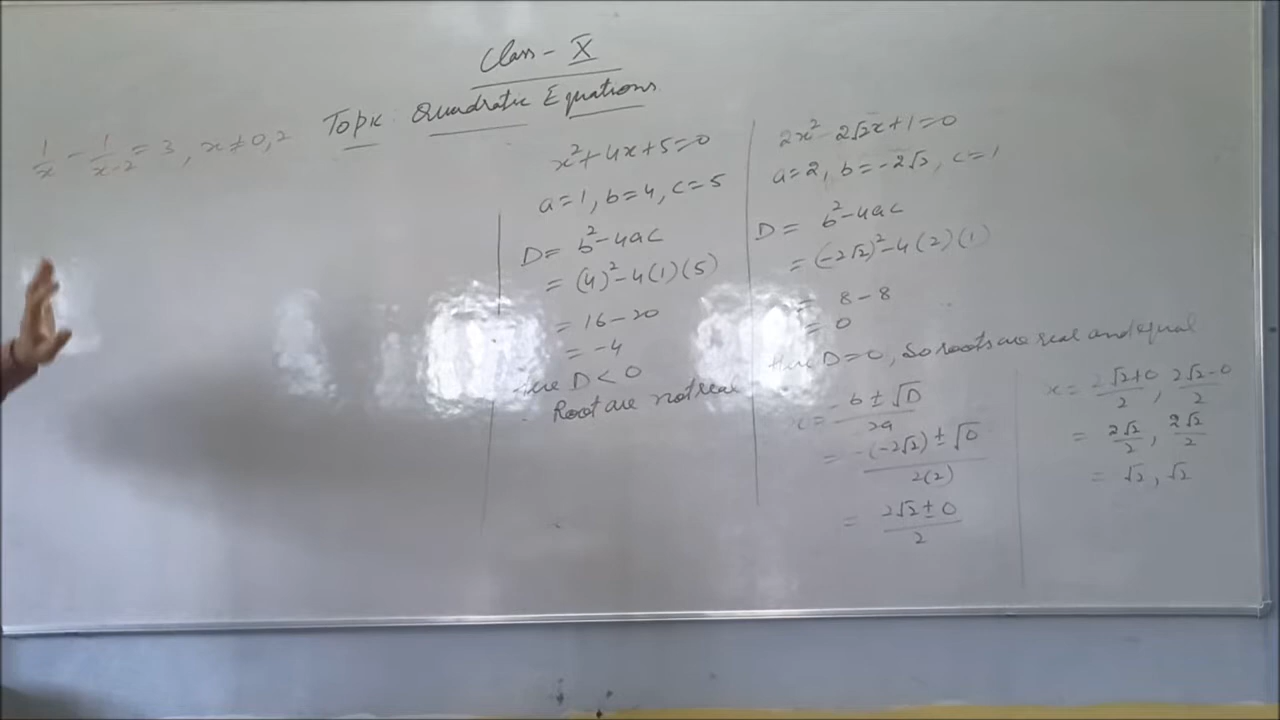 Class - X
Topic: Quadratic Equations
1/x - 1/(x-2) = 3, x ≠ 0, 2
x² + 4x + 5 = 0
a = 1, b = 4, c = 5
D = b² - 4ac
= (4)² - 4(1)(5)
= 16 - 20
= -4
D < 0
Root are not real
2x² - 2√2x + 1 = 0
a = 2, b = -2√2, c = 1
D = b² - 4ac
= (-2√2)² - 4(2)(1)
= 8 - 8
= 0
Here D = 0, So roots are real and equal
x = (-b ± √D)/2a
= (-(-2√2) ± √0)/2(2)
= (2√2 ± 0)/2
x = (2√2+0)/2, (2√2-0)/2
= 2√2/2, 2√2/2
= √2, √2